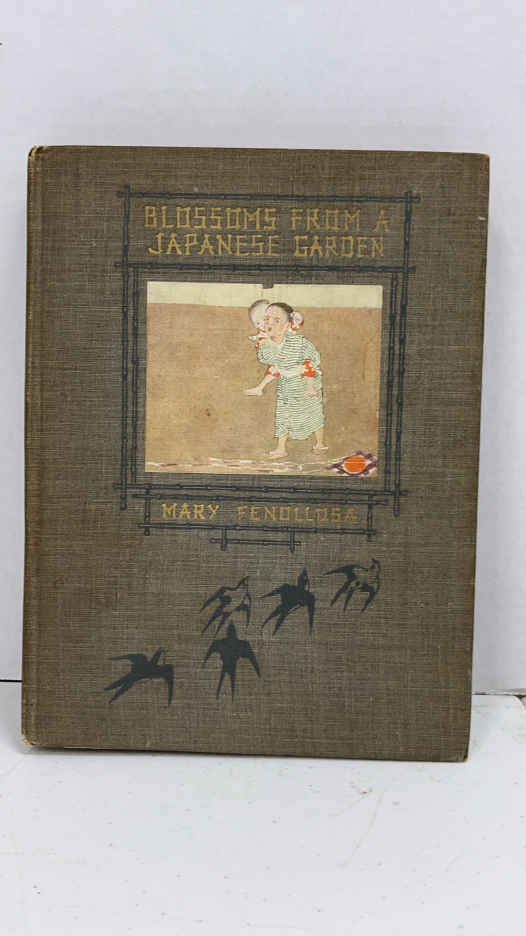 BLOSSOMS FROM A
JAPANESE GARDEN
MARY FENOLLOSA